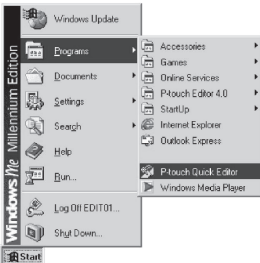 Windows Me Millennium Edition
Windows Update
Programs
Documents
Settings
Search
Help
Run...
Log Off EDIT01...
Shut Down...
Start
Accessories
Games
Online Services
P-touch Editor 4.0
StartUp
Internet Explorer
Outlook Express
P-touch Quick Editor
Windows Media Player